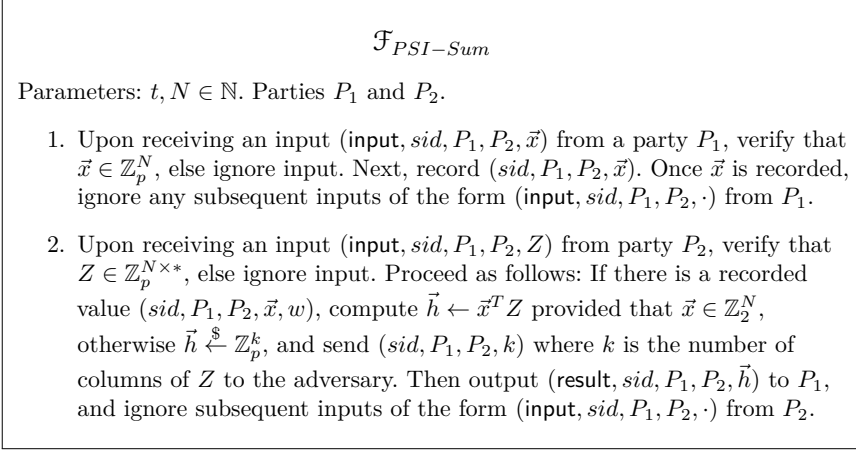 ℱ_{PSI−Sum}
Parameters: t, N ∈ ℕ. Parties P₁ and P₂.
1. Upon receiving an input (input, sid, P₁, P₂, x⃗) from a party P₁, verify that
x⃗ ∈ ℤ_p^N, else ignore input. Next, record (sid, P₁, P₂, x⃗). Once x⃗ is recorded,
ignore any subsequent inputs of the form (input, sid, P₁, P₂, ·) from P₁.
2. Upon receiving an input (input, sid, P₁, P₂, Z) from party P₂, verify that
Z ∈ ℤ_p^{N×∗}, else ignore input. Proceed as follows: If there is a recorded
value (sid, P₁, P₂, x⃗, w), compute h⃗ ← x⃗^T Z provided that x⃗ ∈ ℤ_2^N,
otherwise h⃗ ←^$ ℤ_p^k, and send (sid, P₁, P₂, k) where k is the number of
columns of Z to the adversary. Then output (result, sid, P₁, P₂, h⃗) to P₁,
and ignore subsequent inputs of the form (input, sid, P₁, P₂, ·) from P₂.